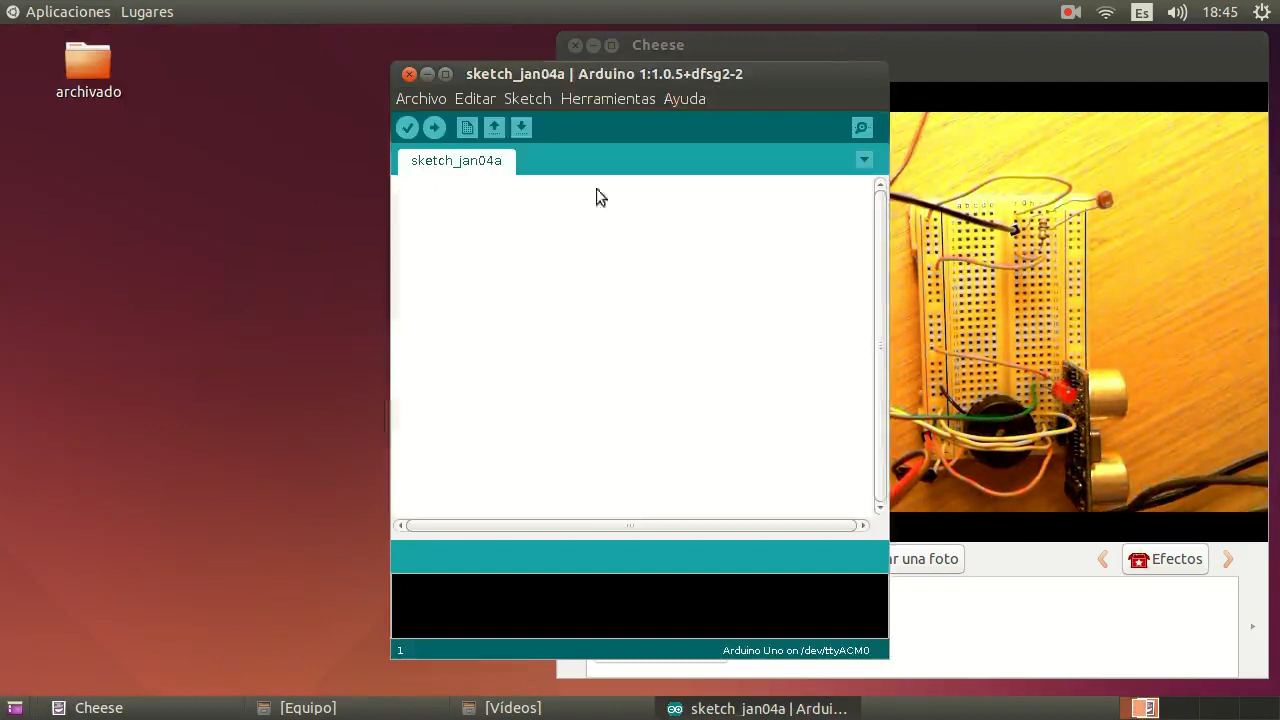 Aplicaciones Lugares
Es 18:45
archivado
Cheese
sketch_jan04a | Arduino 1:1.0.5+dfsg2-2
Archivo Editar Sketch Herramientas Ayuda
sketch_jan04a
ar una foto
Efectos
1 Arduino Uno on /dev/ttyACM0
Cheese [Equipo] [Vídeos] sketch_jan04a | Ardui...